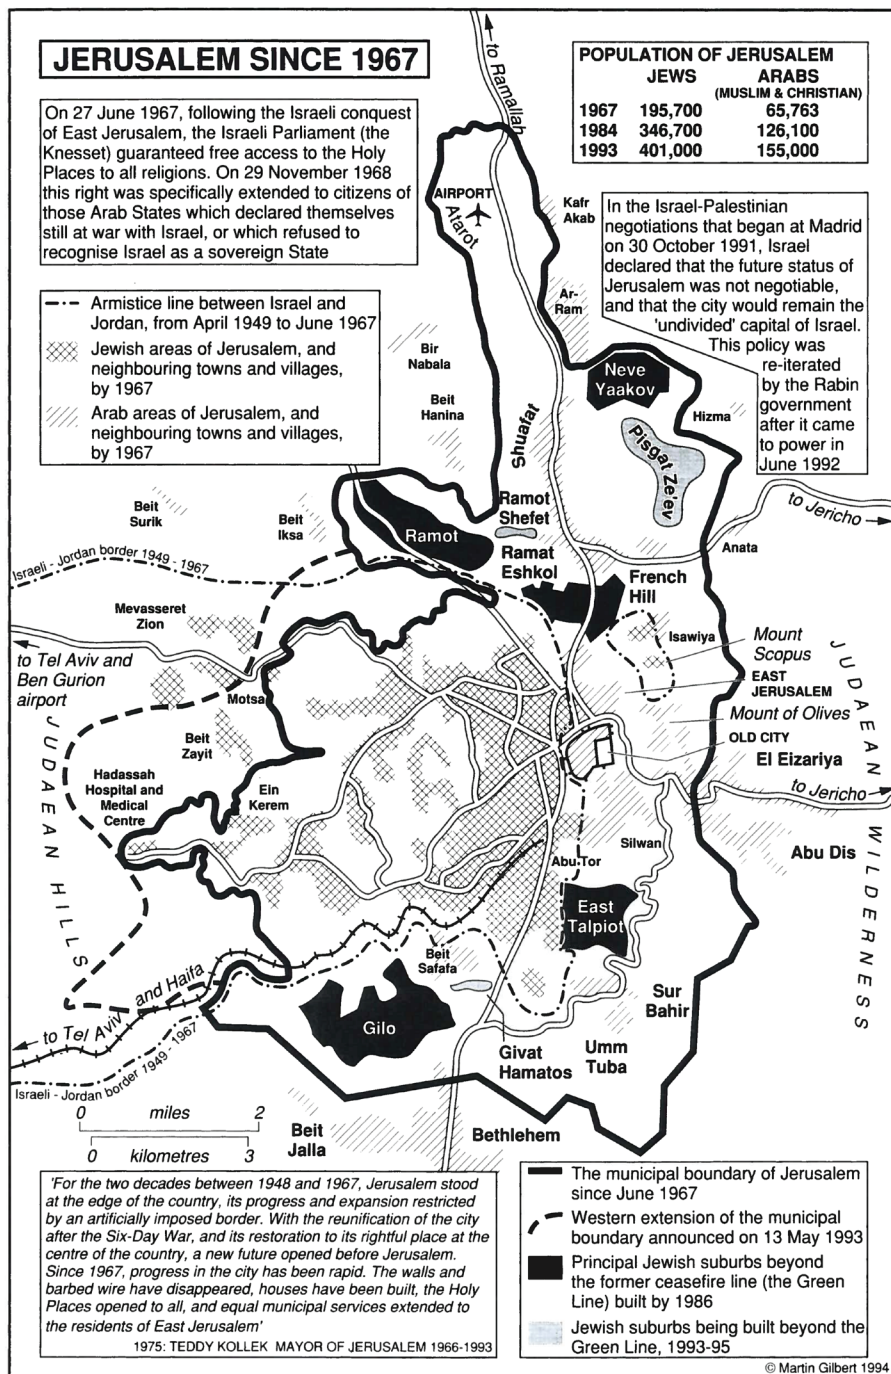 JERUSALEM SINCE 1967
On 27 June 1967, following the Israeli conquest
of East Jerusalem, the Israeli Parliament (the
Knesset) guaranteed free access to the Holy
Places to all religions. On 29 November 1968
this right was specifically extended to citizens of
those Arab States which declared themselves
still at war with Israel, or which refused to
recognise Israel as a sovereign State
Armistice line between Israel and
Jordan, from April 1949 to June 1967
Jewish areas of Jerusalem, and
neighbouring towns and villages,
by 1967
Arab areas of Jerusalem, and
neighbouring towns and villages,
by 1967
to Ramallah
POPULATION OF JERUSALEM
JEWS ARABS
(MUSLIM & CHRISTIAN)
1967 195,700 65,763
1984 346,700 126,100
1993 401,000 155,000
In the Israel-Palestinian
negotiations that began at Madrid
on 30 October 1991, Israel
declared that the future status of
Jerusalem was not negotiable,
and that the city would remain the
'undivided' capital of Israel.
This policy was
re-iterated
by the Rabin
government
after it came
to power in
June 1992
AIRPORT
Atarot
Kafr
Akab
Ar-
Ram
Bir
Nabala
Beit
Hanina
Shuafat
Neve
Yaakov
Hizma
Pisgat Ze'ev
Beit
Surik
Beit
Iksa
Ramot
Ramot
Shefet
Ramat
Eshkol
to Jericho
Anata
Israeli - Jordan border 1949 - 1967
French
Hill
Mevasseret
Zion
Isawiya
Mount
Scopus
to Tel Aviv and
Ben Gurion
airport
Motsa
EAST
JERUSALEM
Mount of Olives
OLD CITY
Beit
Zayit
El Eizariya
Hadassah
Hospital and
Medical
Centre
Ein
Kerem
to Jericho
JUDAEAN HILLS
JUDAEAN WILDERNESS
Silwan
Abu Tor
Abu Dis
East
Talpiot
Beit
Safafa
Sur
Bahir
Gilo
Givat
Hamatos
Umm
Tuba
to Tel Aviv and Haifa
Israeli - Jordan border 1949 - 1967
0 miles 2
0 kilometres 3
Beit
Jalla
Bethlehem
'For the two decades between 1948 and 1967, Jerusalem stood
at the edge of the country, its progress and expansion restricted
by an artificially imposed border. With the reunification of the city
after the Six-Day War, and its restoration to its rightful place at the
centre of the country, a new future opened before Jerusalem.
Since 1967, progress in the city has been rapid. The walls and
barbed wire have disappeared, houses have been built, the Holy
Places opened to all, and equal municipal services extended to
the residents of East Jerusalem'
1975: TEDDY KOLLEK MAYOR OF JERUSALEM 1966-1993
The municipal boundary of Jerusalem
since June 1967
Western extension of the municipal
boundary announced on 13 May 1993
Principal Jewish suburbs beyond
the former ceasefire line (the Green
Line) built by 1986
Jewish suburbs being built beyond the
Green Line, 1993-95
© Martin Gilbert 1994